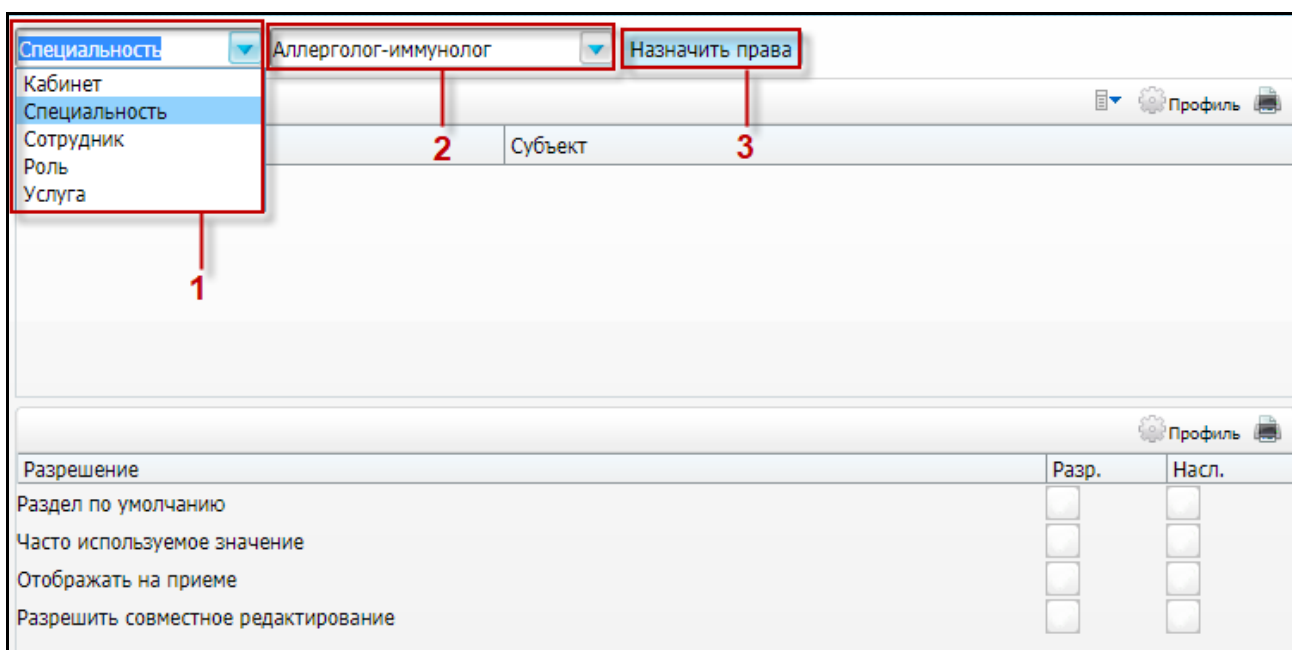 Специальность Аллерголог-иммунолог Назначить права
Кабинет
Специальность
Сотрудник
Роль
Услуга
Профиль
Субъект
1
2
3
Профиль
Разрешение Разр. Насл.
Раздел по умолчанию
Часто используемое значение
Отображать на приеме
Разрешить совместное редактирование